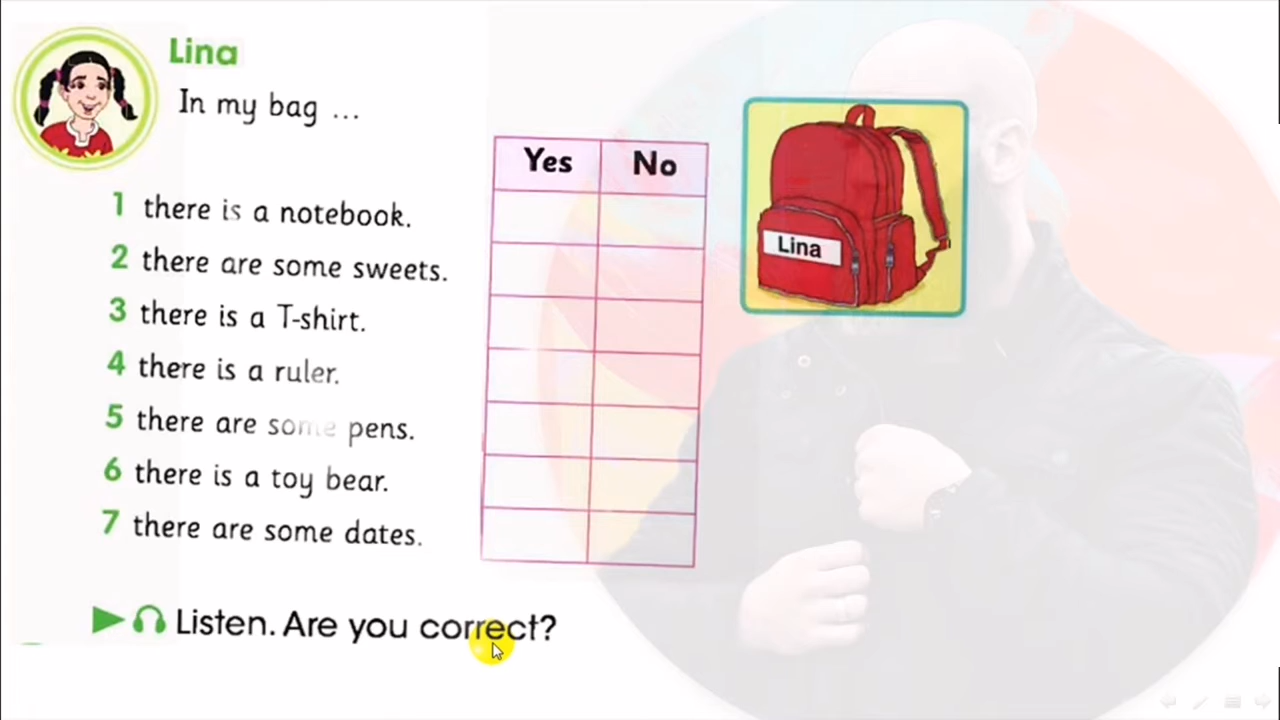 Lina
In my bag ...
Yes No
1 there is a notebook.
2 there are some sweets.
3 there is a T-shirt.
4 there is a ruler.
5 there are some pens.
6 there is a toy bear.
7 there are some dates.
Lina
Listen. Are you correct?